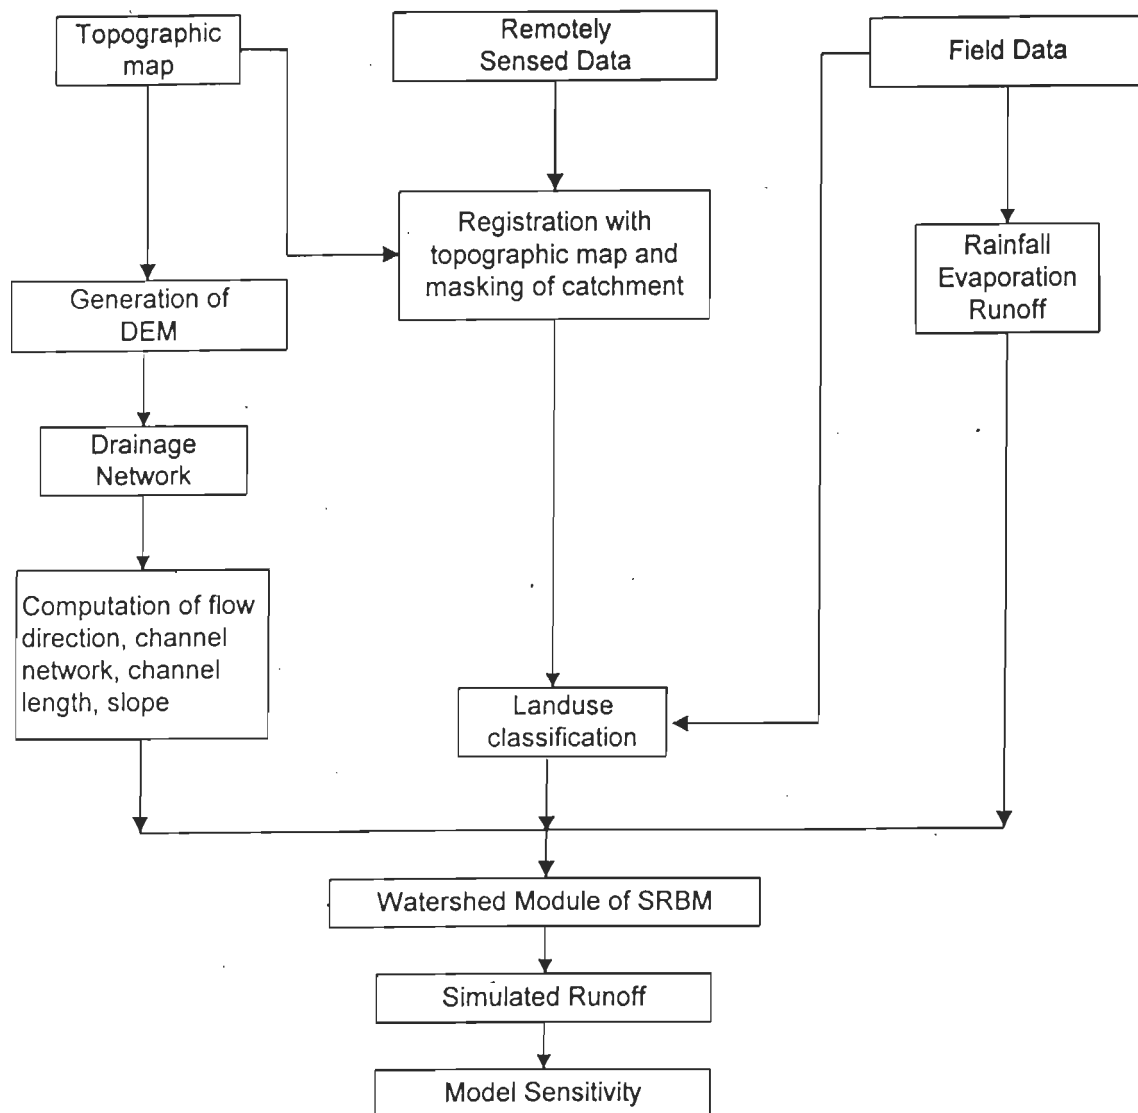 Topographic
map
Remotely
Sensed Data
Field Data
Registration with
topographic map and
masking of catchment
Rainfall
Evaporation
Runoff
Generation of
DEM
Drainage
Network
Computation of flow
direction, channel
network, channel
length, slope
Landuse
classification
Watershed Module of SRBM
Simulated Runoff
Model Sensitivity